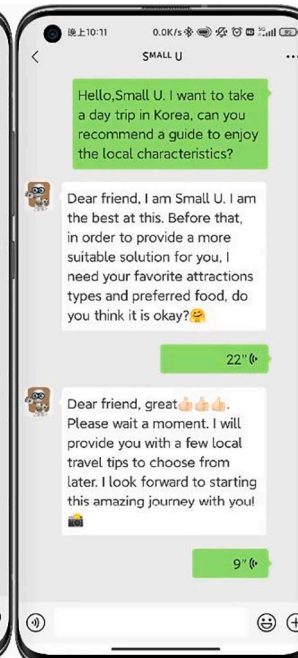 晚上10:11 0.0K/s
SMALL U
Hello,Small U. I want to take
a day trip in Korea, can you
recommend a guide to enjoy
the local characteristics?
Dear friend, I am Small U. I am
the best at this. Before that,
in order to provide a more
suitable solution for you, I
need your favorite attractions
types and preferred food, do
you think it is okay?🤗
22"
Dear friend, great👍🏻👍🏻👍🏻.
Please wait a moment. I will
provide you with a few local
travel tips to choose from
later. I look forward to starting
this amazing journey with you!
📸
9"